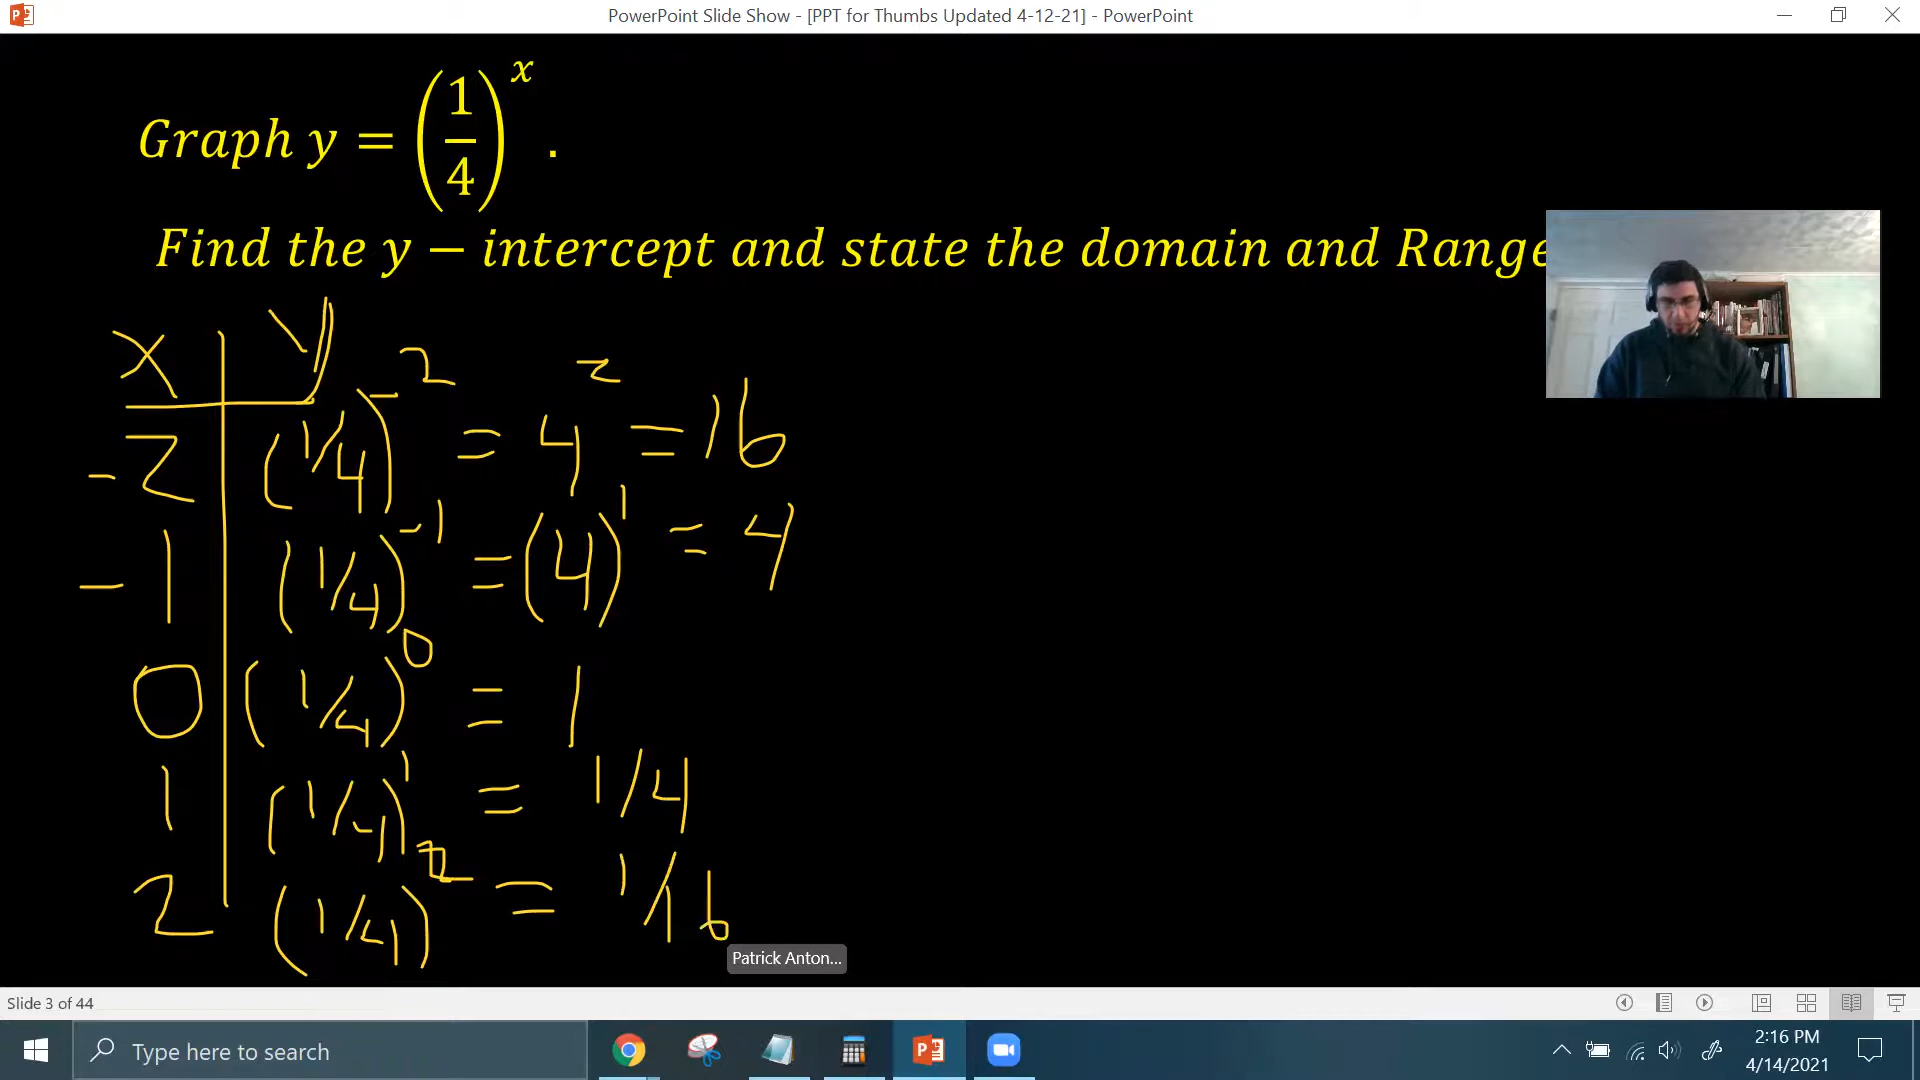 PowerPoint Slide Show - [PPT for Thumbs Updated 4-12-21] - PowerPoint
Graph y = (1/4)^x .
Find the y − intercept and state the domain and Range
x | y
-2 | (1/4)^-2 = 4^2 = 16
-1 | (1/4)^-1 = (4)^1 = 4
0 | (1/4)^0 = 1
1 | (1/4)^1 = 1/4
2 | (1/4)^2 = 1/16
Patrick Anton...
Slide 3 of 44
Type here to search
2:16 PM
4/14/2021